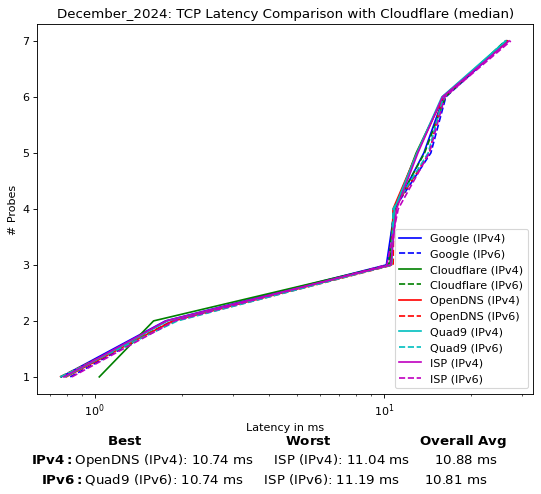 December_2024: TCP Latency Comparison with Cloudflare (median)
7
6
5
4
3
2
1
# Probes
Google (IPv4)
Google (IPv6)
Cloudflare (IPv4)
Cloudflare (IPv6)
OpenDNS (IPv4)
OpenDNS (IPv6)
Quad9 (IPv4)
Quad9 (IPv6)
ISP (IPv4)
ISP (IPv6)
10⁰ 10¹
Latency in ms
Best Worst Overall Avg
IPv4: OpenDNS (IPv4): 10.74 ms ISP (IPv4): 11.04 ms 10.88 ms
IPv6: Quad9 (IPv6): 10.74 ms ISP (IPv6): 11.19 ms 10.81 ms